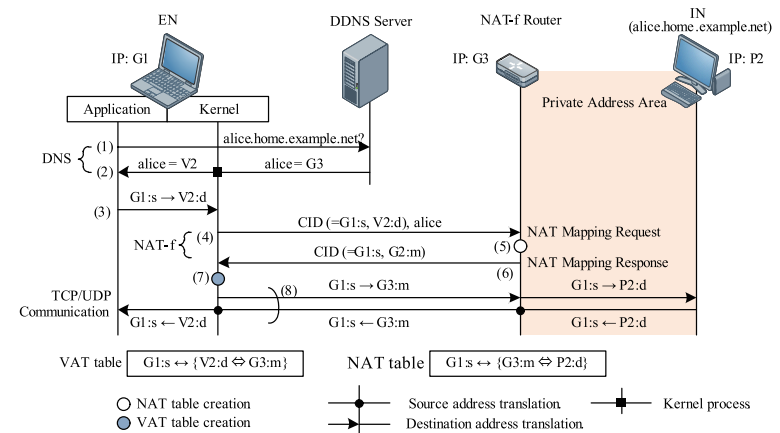 EN
DDNS Server
NAT-f Router
IN
(alice.home.example.net)
IP: G1
IP: G3
IP: P2
Application
Kernel
Private Address Area
DNS
(1)
alice.home.example.net?
(2)
alice = V2
alice = G3
(3)
G1:s → V2:d
NAT-f
(4)
CID (=G1:s, V2:d), alice
NAT Mapping Request
(5)
CID (=G1:s, G2:m)
(6)
NAT Mapping Response
(7)
(8)
G1:s → G3:m
G1:s → P2:d
TCP/UDP
Communication
G1:s ← V2:d
G1:s ← G3:m
G1:s ← P2:d
VAT table
G1:s ↔ {V2:d ⇔ G3:m}
NAT table
G1:s ↔ {G3:m ⇔ P2:d}
NAT table creation
Source address translation.
Kernel process
VAT table creation
Destination address translation.